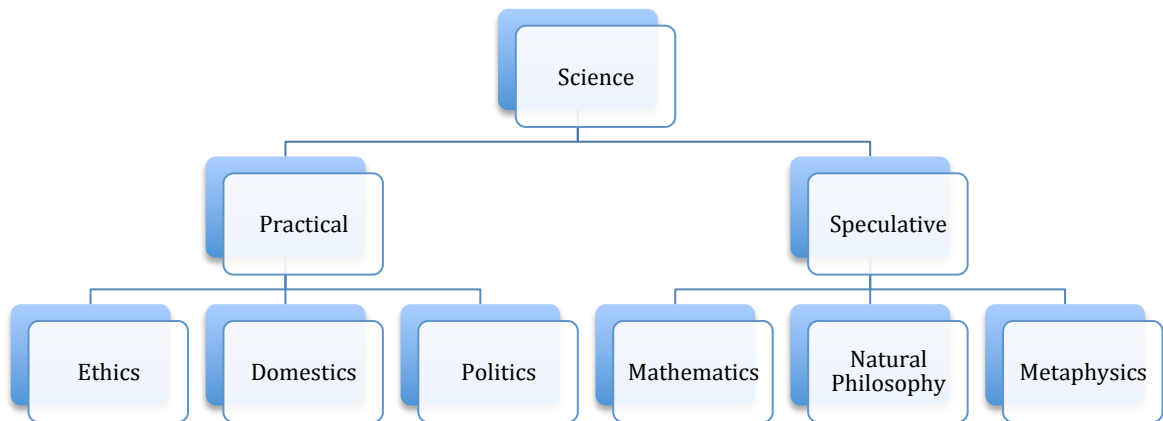 Science
Practical
Speculative
Ethics
Domestics
Politics
Mathematics
Natural
Philosophy
Metaphysics